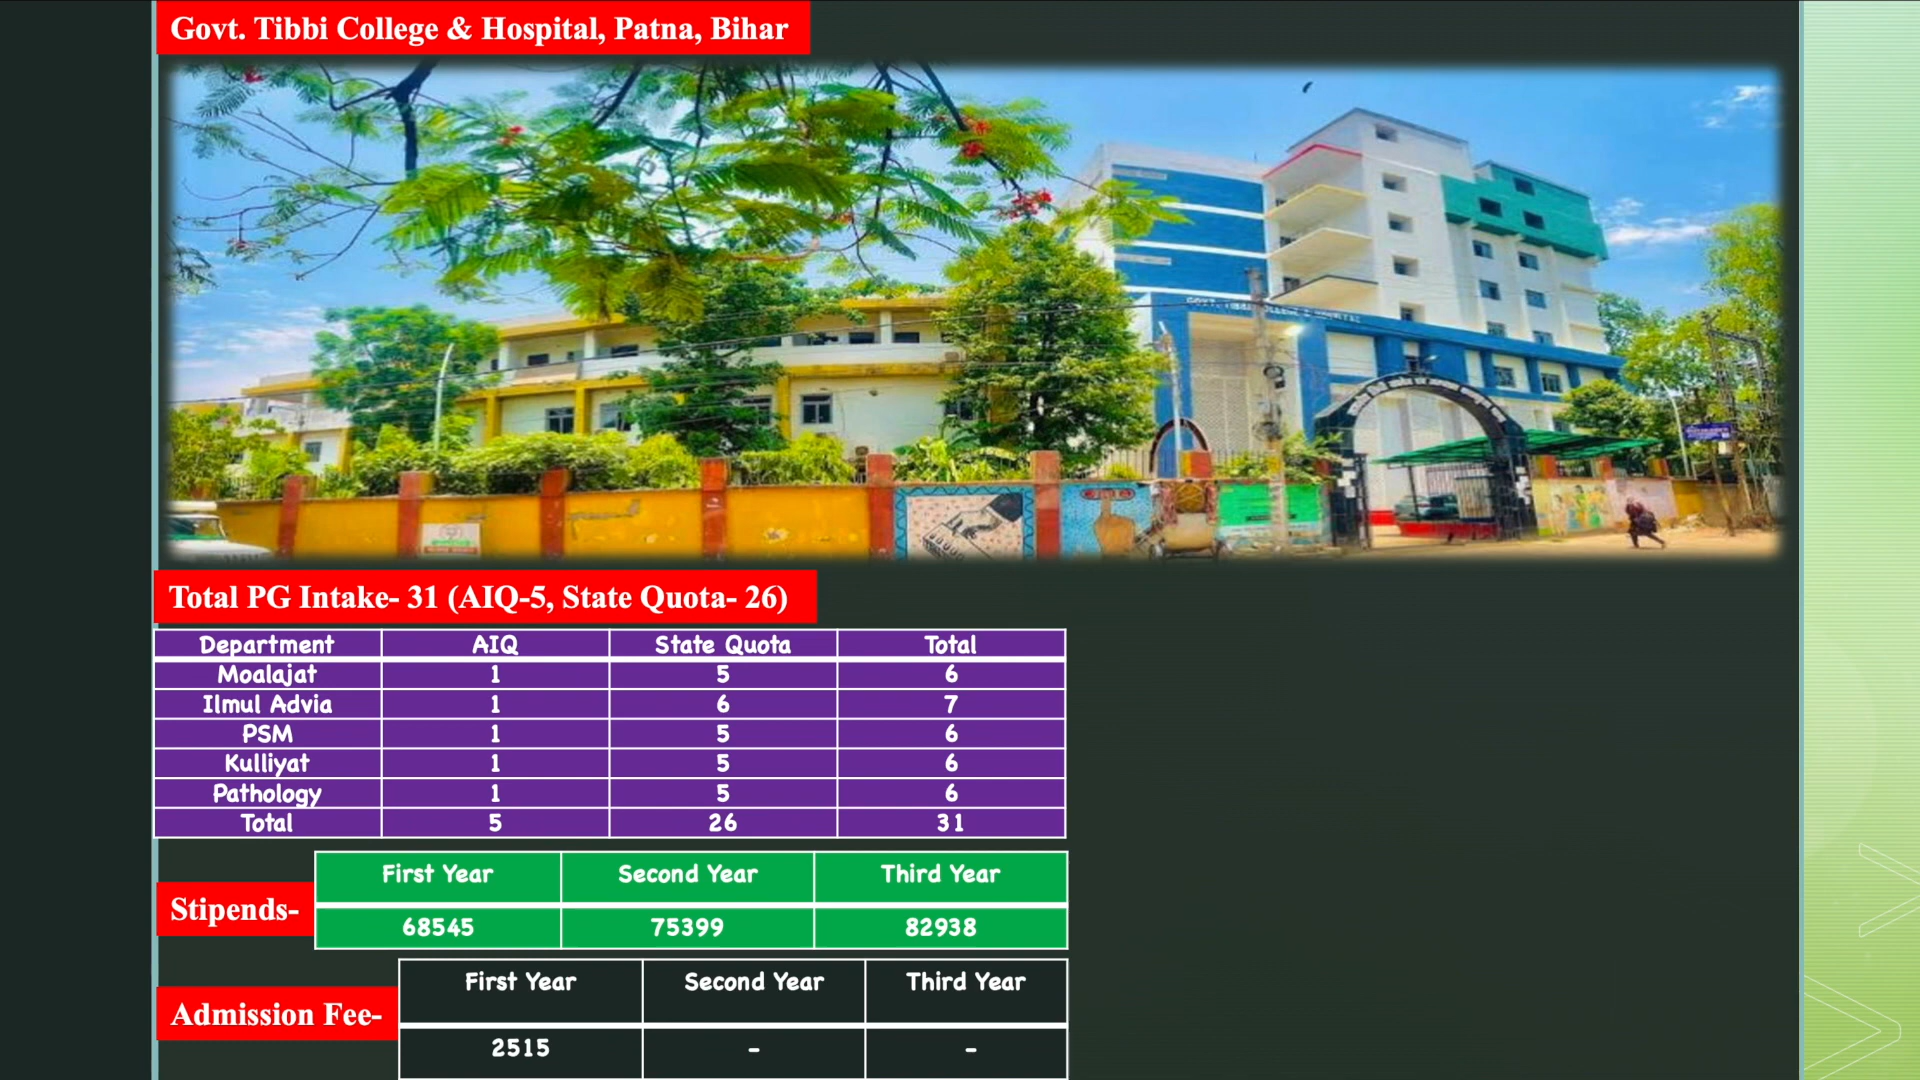 Govt. Tibbi College & Hospital, Patna, Bihar
Total PG Intake- 31 (AIQ-5, State Quota- 26)
Department AIQ State Quota Total
Moalajat 1 5 6
Ilmul Advia 1 6 7
PSM 1 5 6
Kulliyat 1 5 6
Pathology 1 5 6
Total 5 26 31
Stipends-
First Year Second Year Third Year
68545 75399 82938
Admission Fee-
First Year Second Year Third Year
2515 - -